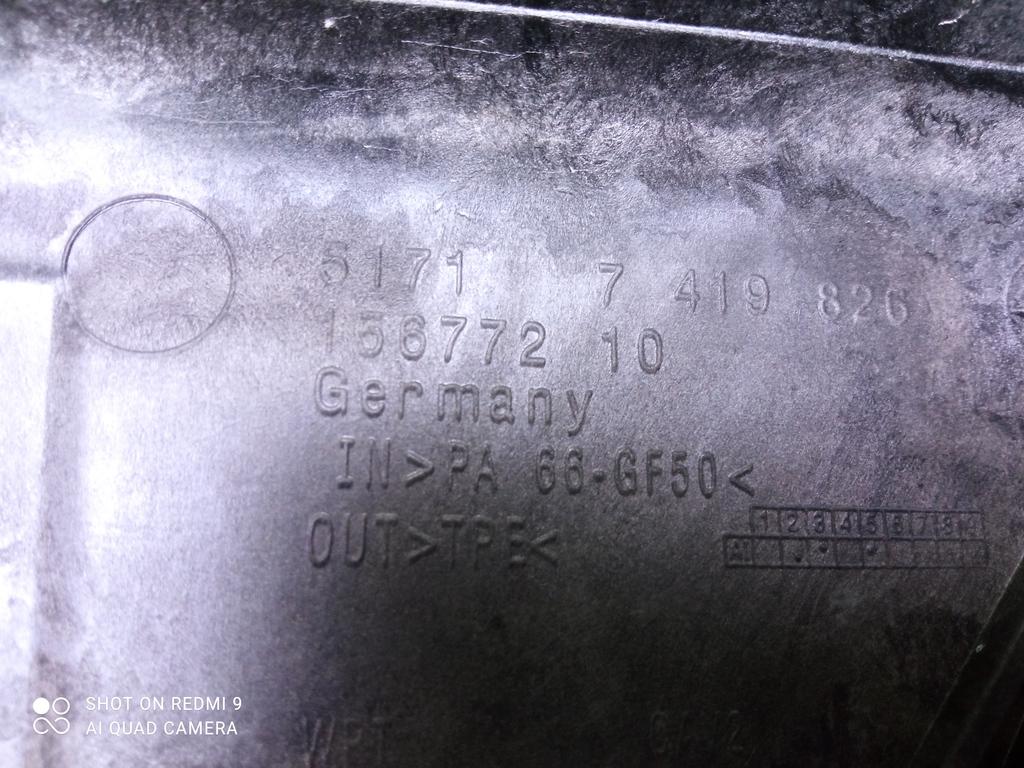 5171 7 419 826
156772 10
Germany
IN>PA 66-GF50<
OUT>TPE<
1 2 3 4 5 6 7 8 9
SHOT ON REDMI 9
AI QUAD CAMERA